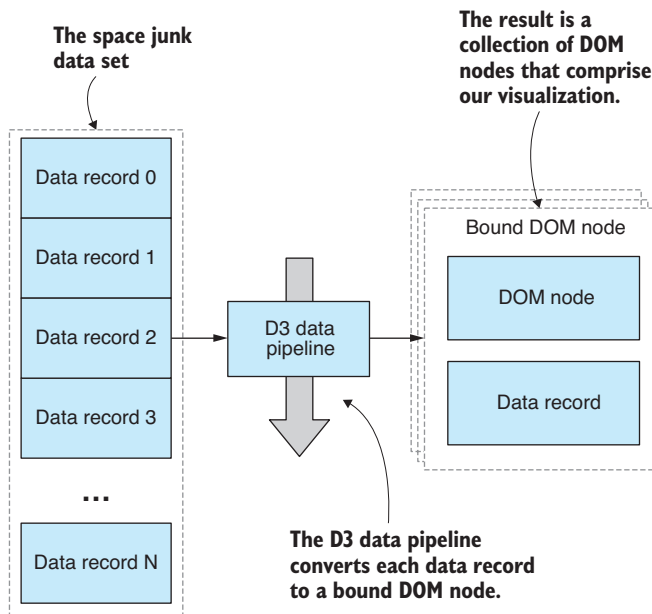 The space junk
data set
The result is a
collection of DOM
nodes that comprise
our visualization.
Data record 0
Data record 1
Data record 2
Data record 3
...
Data record N
D3 data
pipeline
Bound DOM node
DOM node
Data record
The D3 data pipeline
converts each data record
to a bound DOM node.